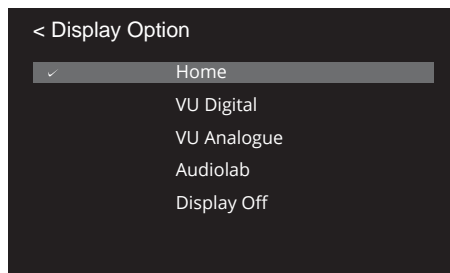 < Display Option
✓ Home
VU Digital
VU Analogue
Audiolab
Display Off